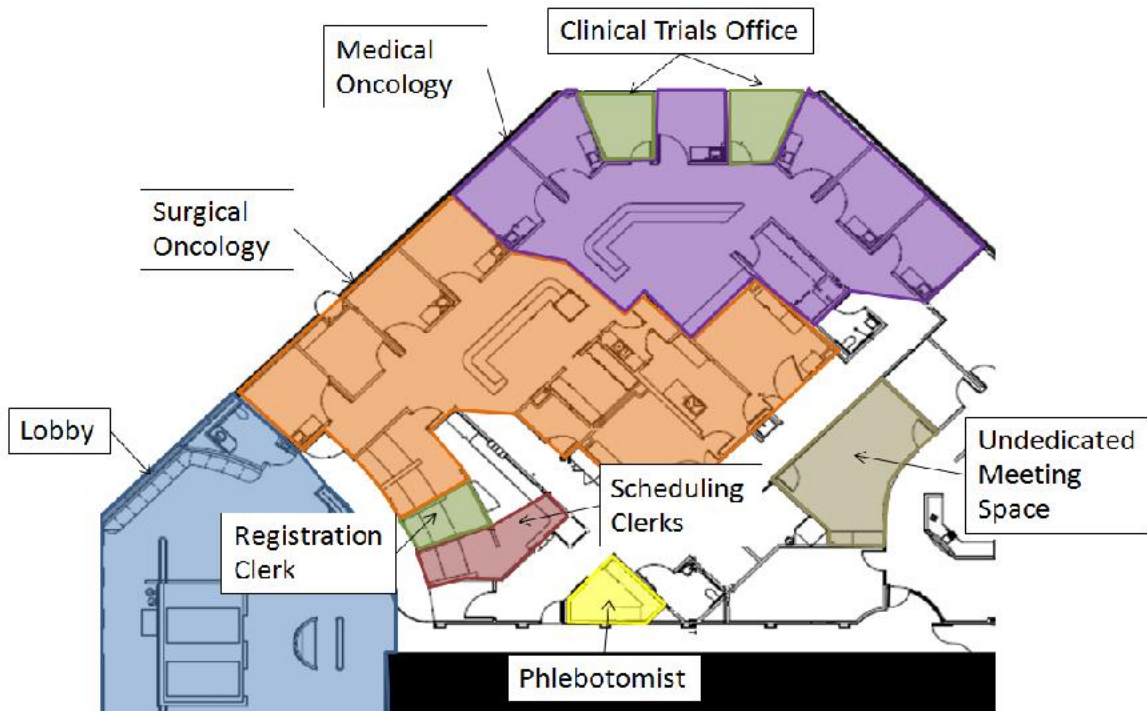 Clinical Trials Office
Medical
Oncology
Surgical
Oncology
Lobby
Undedicated
Meeting
Space
Scheduling
Clerks
Registration
Clerk
Phlebotomist